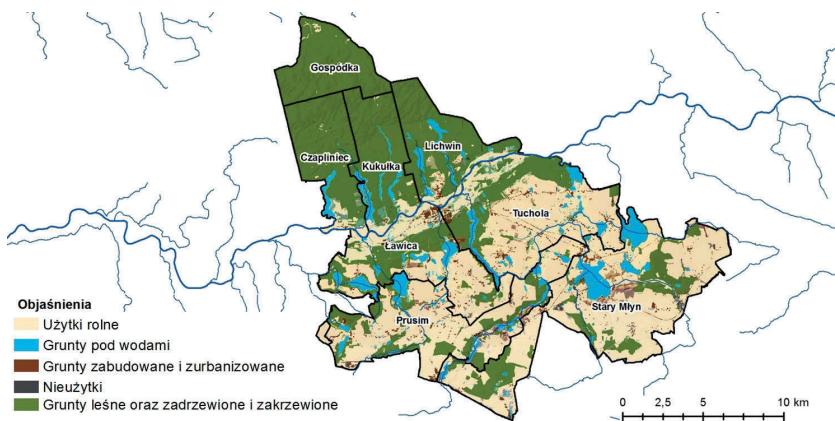 Gospódka
Czapliniec
Kukułka
Lichwin
Tuchola
Ławica
Prusim
Stary Młyn
Objaśnienia
Użytki rolne
Grunty pod wodami
Grunty zabudowane i zurbanizowane
Nieużytki
Grunty leśne oraz zadrzewione i zakrzewione
0 2,5 5 10 km